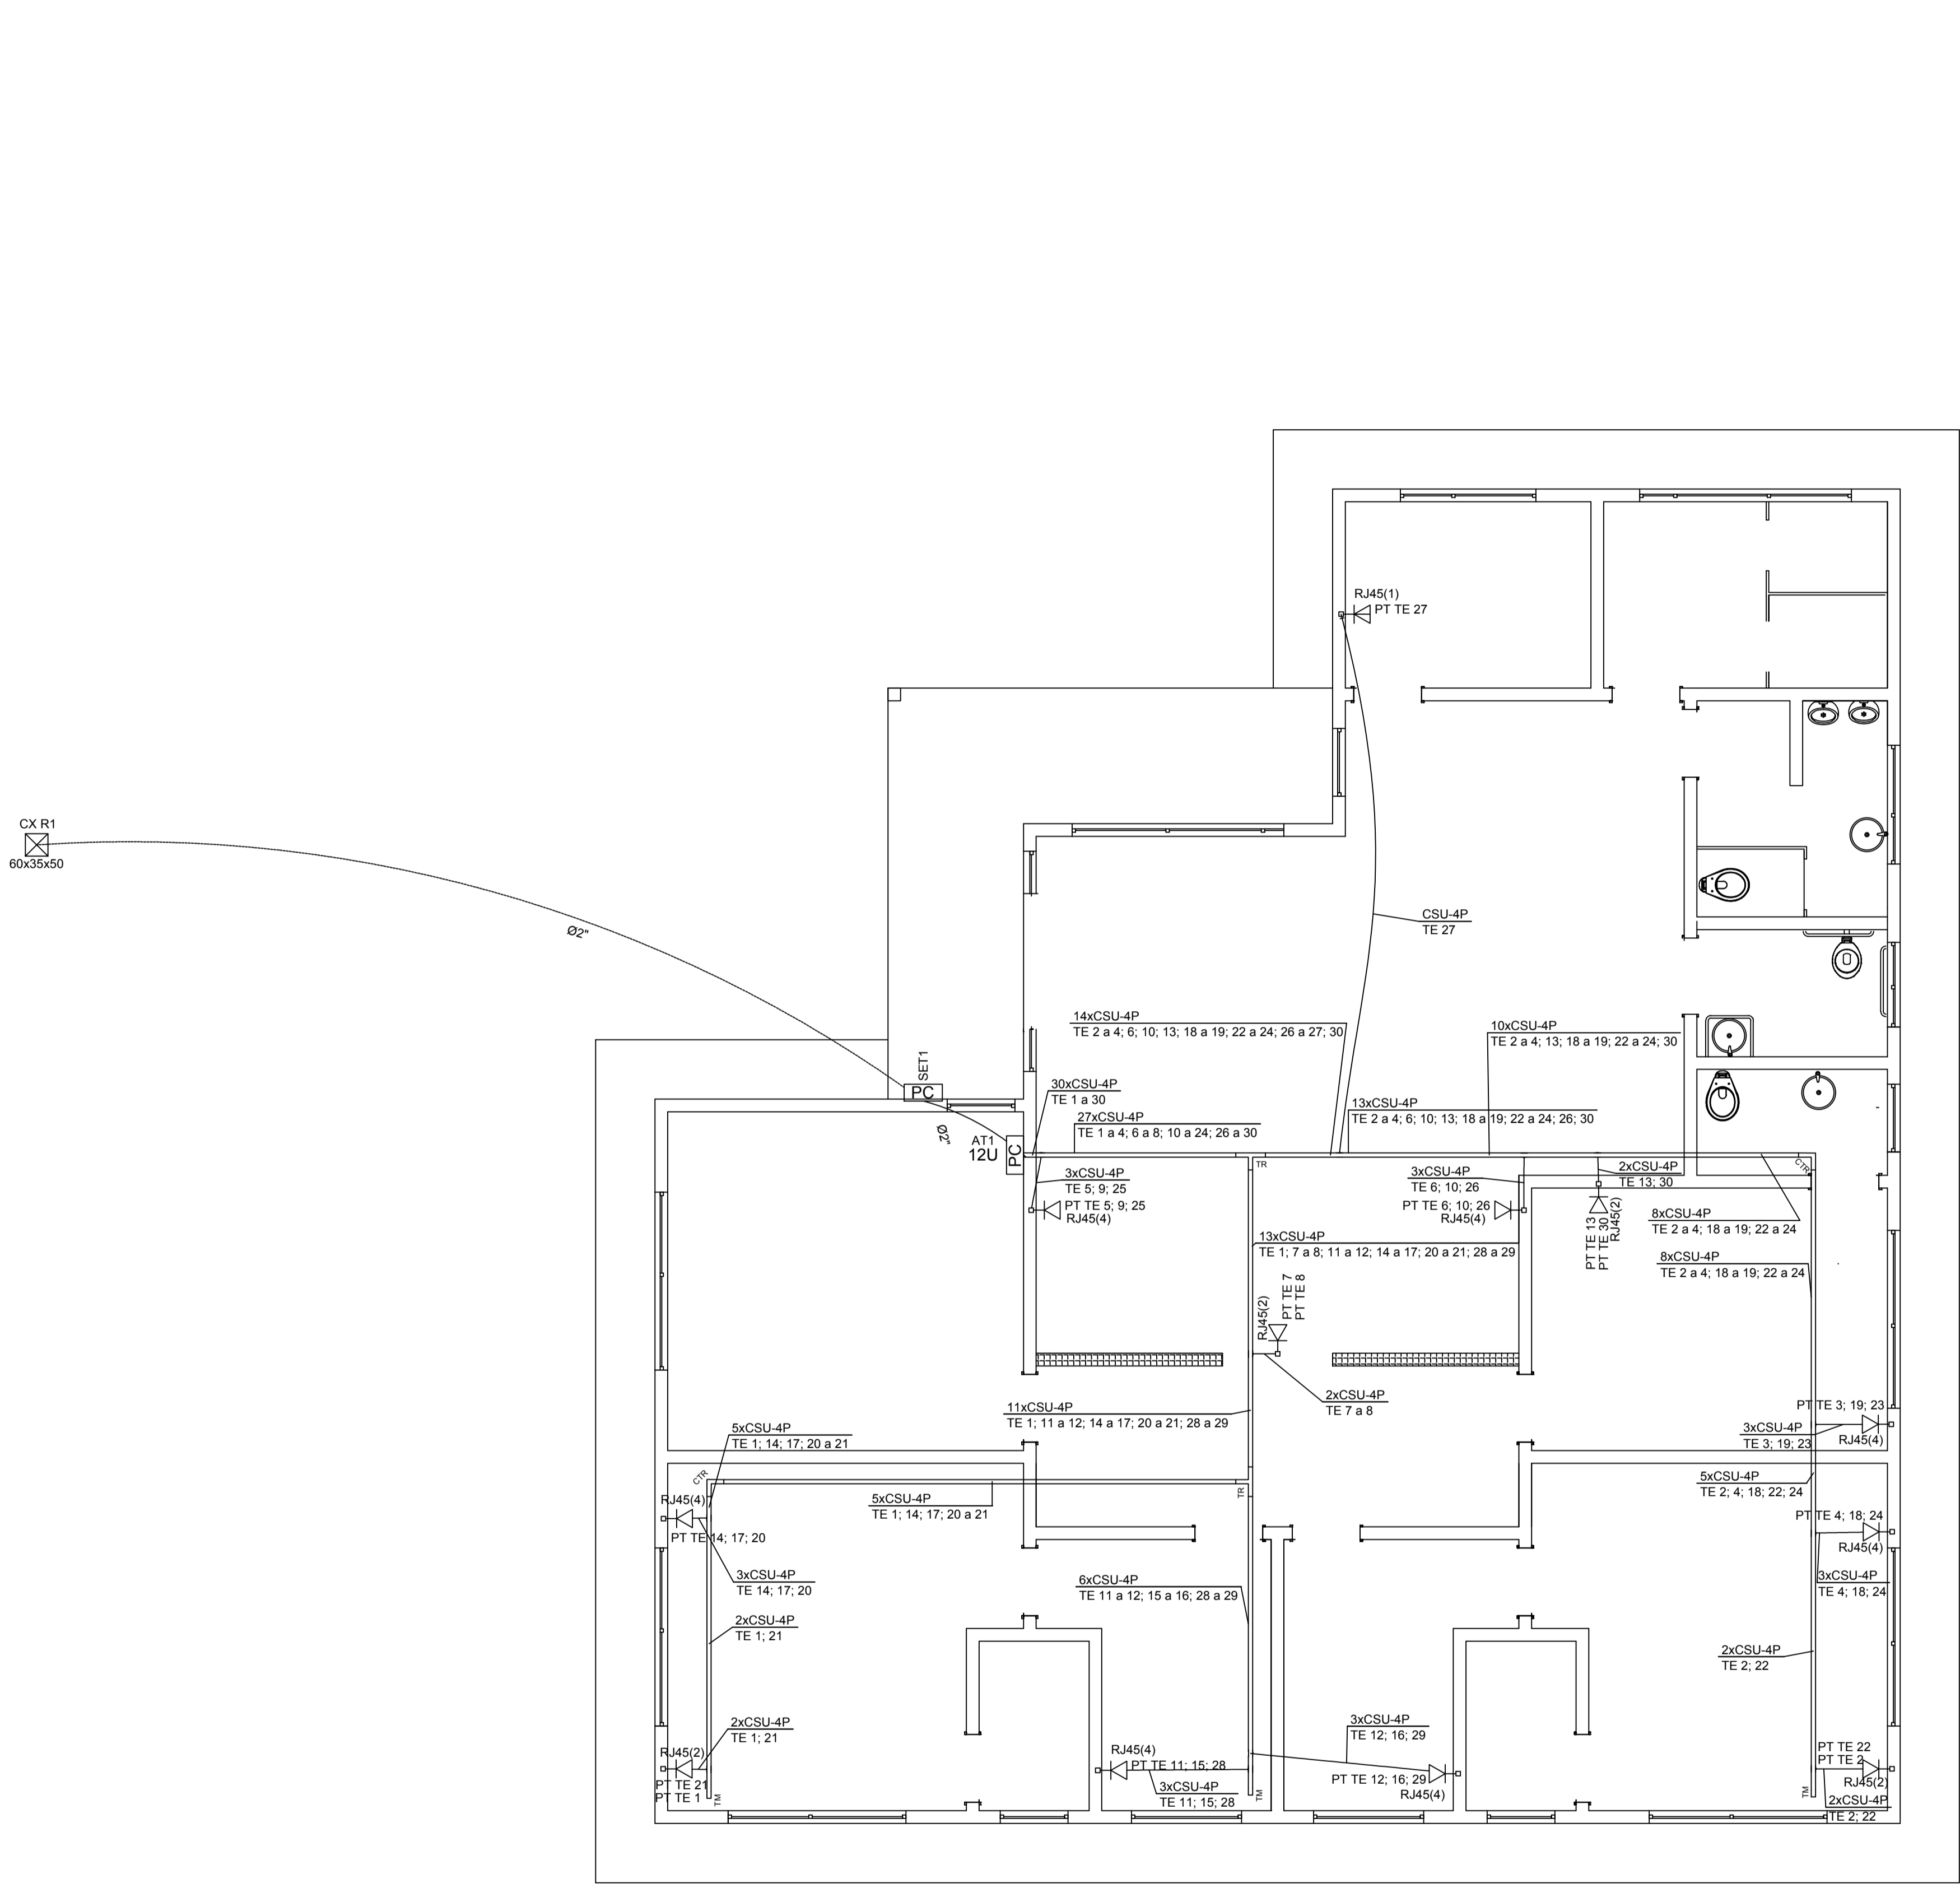 RJ45(1)
PT TE 27
CX R1
60x35x50
Ø2"
CSU-4P
TE 27
14xCSU-4P
TE 2 a 4; 6; 10; 13; 18 a 19; 22 a 24; 26 a 27; 30
10xCSU-4P
TE 2 a 4; 13; 18 a 19; 22 a 24; 30
SET1
PC
30xCSU-4P
TE 1 a 30
27xCSU-4P
TE 1 a 4; 6 a 8; 10 a 24; 26 a 30
13xCSU-4P
TE 2 a 4; 6; 10; 13; 18 a 19; 22 a 24; 26; 30
Ø2"
AT1
12U
PC
TR
CTR
3xCSU-4P
TE 5; 9; 25
PT TE 5; 9; 25
RJ45(4)
3xCSU-4P
TE 6; 10; 26
PT TE 6; 10; 26
RJ45(4)
2xCSU-4P
TE 13; 30
PT TE 13
PT TE 30
RJ45(2)
8xCSU-4P
TE 2 a 4; 18 a 19; 22 a 24
13xCSU-4P
TE 1; 7 a 8; 11 a 12; 14 a 17; 20 a 21; 28 a 29
8xCSU-4P
TE 2 a 4; 18 a 19; 22 a 24
RJ45(2)
PT TE 7
PT TE 8
2xCSU-4P
TE 7 a 8
11xCSU-4P
TE 1; 11 a 12; 14 a 17; 20 a 21; 28 a 29
PT TE 3; 19; 23
3xCSU-4P
TE 3; 19; 23
RJ45(4)
5xCSU-4P
TE 1; 14; 17; 20 a 21
CTR
5xCSU-4P
TE 1; 14; 17; 20 a 21
TR
5xCSU-4P
TE 2; 4; 18; 22; 24
RJ45(4)
PT TE 14; 17; 20
PT TE 4; 18; 24
RJ45(4)
3xCSU-4P
TE 14; 17; 20
6xCSU-4P
TE 11 a 12; 15 a 16; 28 a 29
3xCSU-4P
TE 4; 18; 24
2xCSU-4P
TE 1; 21
2xCSU-4P
TE 2; 22
2xCSU-4P
TE 1; 21
RJ45(2)
PT TE 21
PT TE 1
TM
RJ45(4)
PT TE 11; 15; 28
3xCSU-4P
TE 11; 15; 28
TM
3xCSU-4P
TE 12; 16; 29
PT TE 12; 16; 29
RJ45(4)
PT TE 22
PT TE 2
RJ45(2)
TM
2xCSU-4P
TE 2; 22